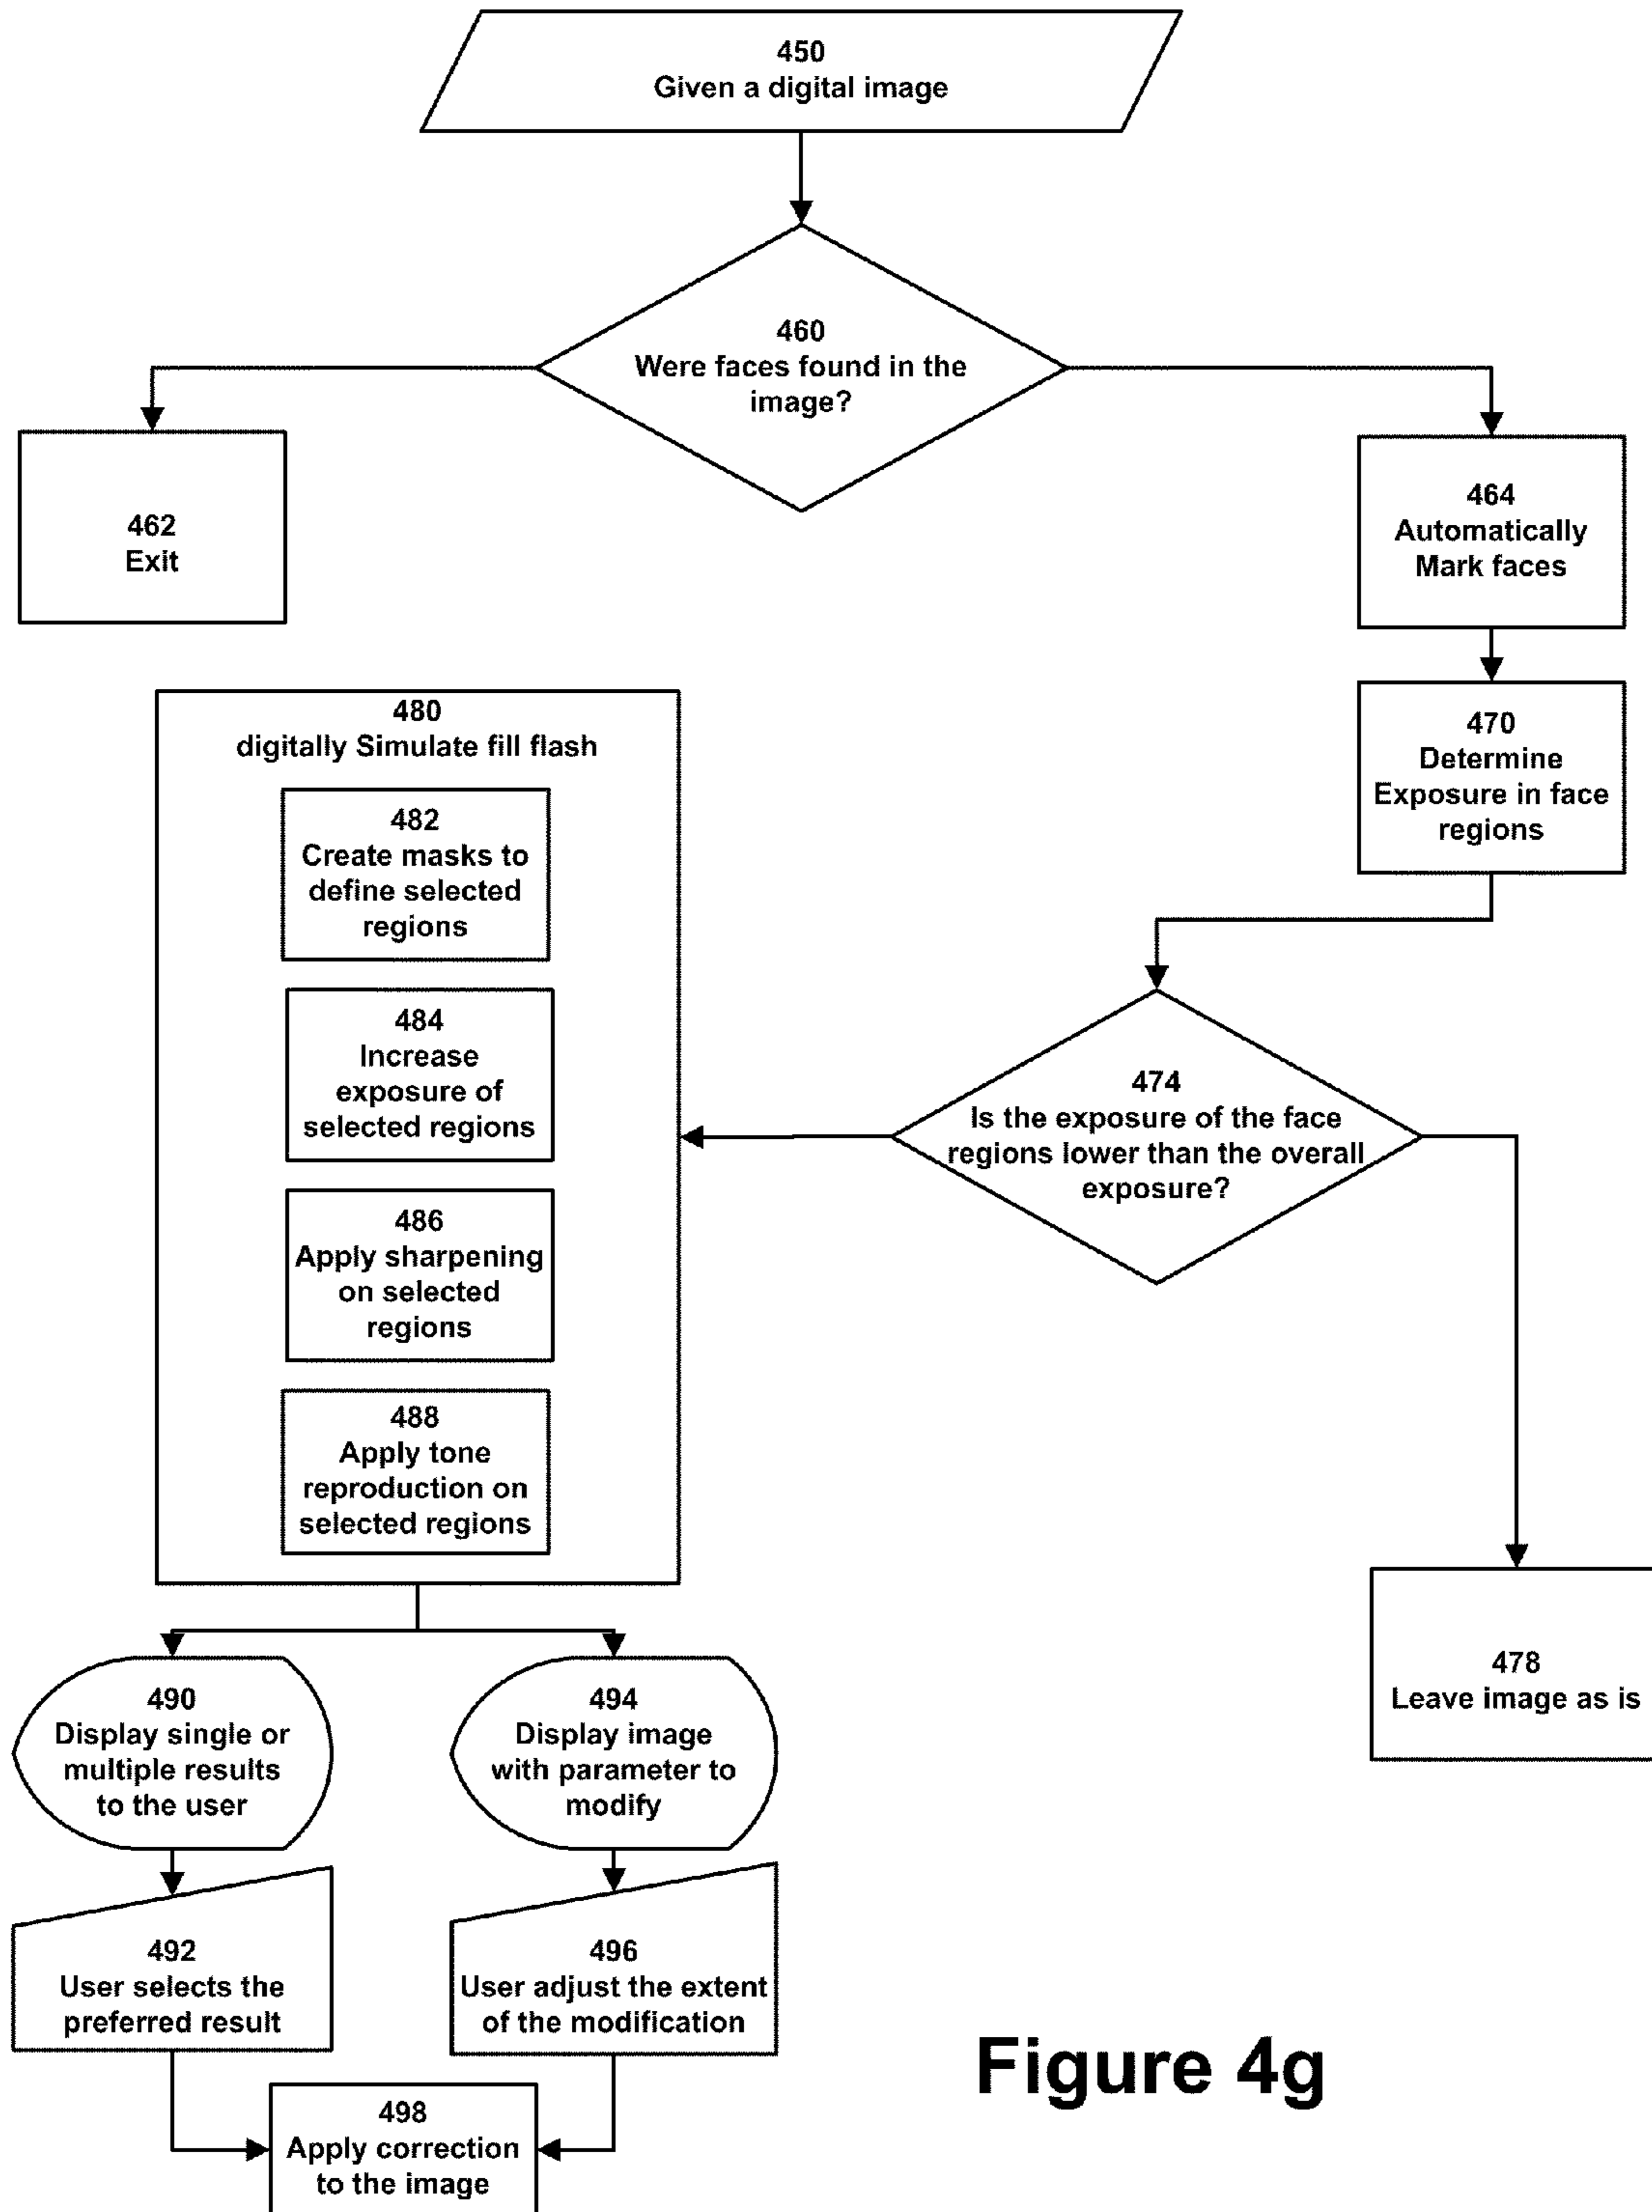 450
Given a digital image
460
Were faces found in the
image?
462
Exit
464
Automatically
Mark faces
470
Determine
Exposure in face
regions
474
Is the exposure of the face
regions lower than the overall
exposure?
478
Leave image as is
480
digitally Simulate fill flash
482
Create masks to
define selected
regions
484
Increase
exposure of
selected regions
486
Apply sharpening
on selected
regions
488
Apply tone
reproduction on
selected regions
490
Display single or
multiple results
to the user
494
Display image
with parameter to
modify
492
User selects the
preferred result
496
User adjust the extent
of the modification
498
Apply correction
to the image
Figure 4g